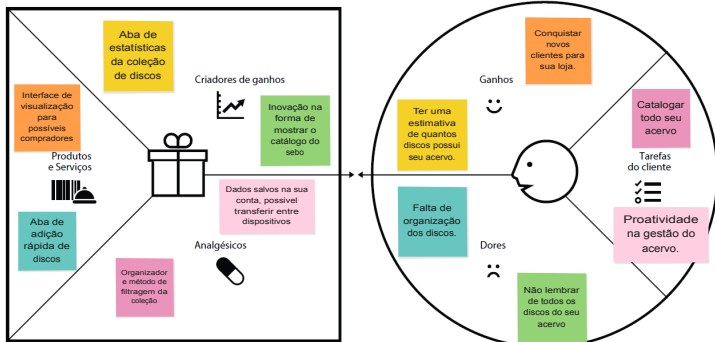 Aba de
estatísticas
da coleção
de discos
Criadores de ganhos
Interface de
visualização
para
possíveis
compradores
Inovação na
forma de
mostrar o
catálogo do
sebo
Produtos
e Serviços
Dados salvos na sua
conta, possivel
transferir entre
dispositivos
Aba de
adição
rápida de
discos
Analgésicos
Organizador
e método de
filtragem da
coleção
Conquistar
novos
clientes para
sua loja.
Ganhos
Ter uma
estimativa
de quantos
discos possui
seu acervo.
Catalogar
todo seu
acervo
Tarefas
do cliente
Falta de
organização
dos discos.
Proatividade
na gestão do
acervo.
Dores
Não lembrar
de todos os
discos do seu
acervo